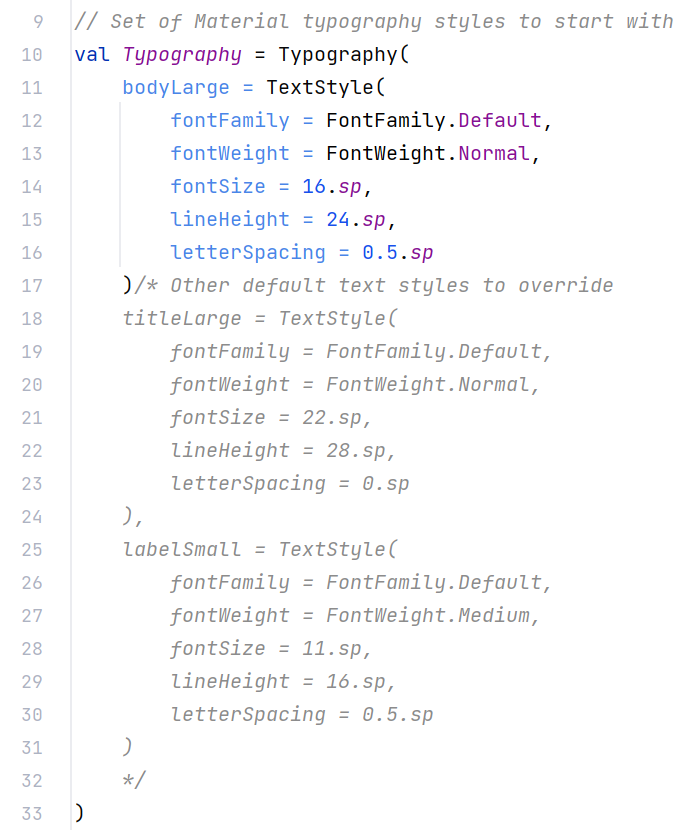 9 // Set of Material typography styles to start with
10 val Typography = Typography(
11     bodyLarge = TextStyle(
12         fontFamily = FontFamily.Default,
13         fontWeight = FontWeight.Normal,
14         fontSize = 16.sp,
15         lineHeight = 24.sp,
16         letterSpacing = 0.5.sp
17     )/* Other default text styles to override
18     titleLarge = TextStyle(
19         fontFamily = FontFamily.Default,
20         fontWeight = FontWeight.Normal,
21         fontSize = 22.sp,
22         lineHeight = 28.sp,
23         letterSpacing = 0.sp
24     ),
25     labelSmall = TextStyle(
26         fontFamily = FontFamily.Default,
27         fontWeight = FontWeight.Medium,
28         fontSize = 11.sp,
29         lineHeight = 16.sp,
30         letterSpacing = 0.5.sp
31     )
32     */
33 )